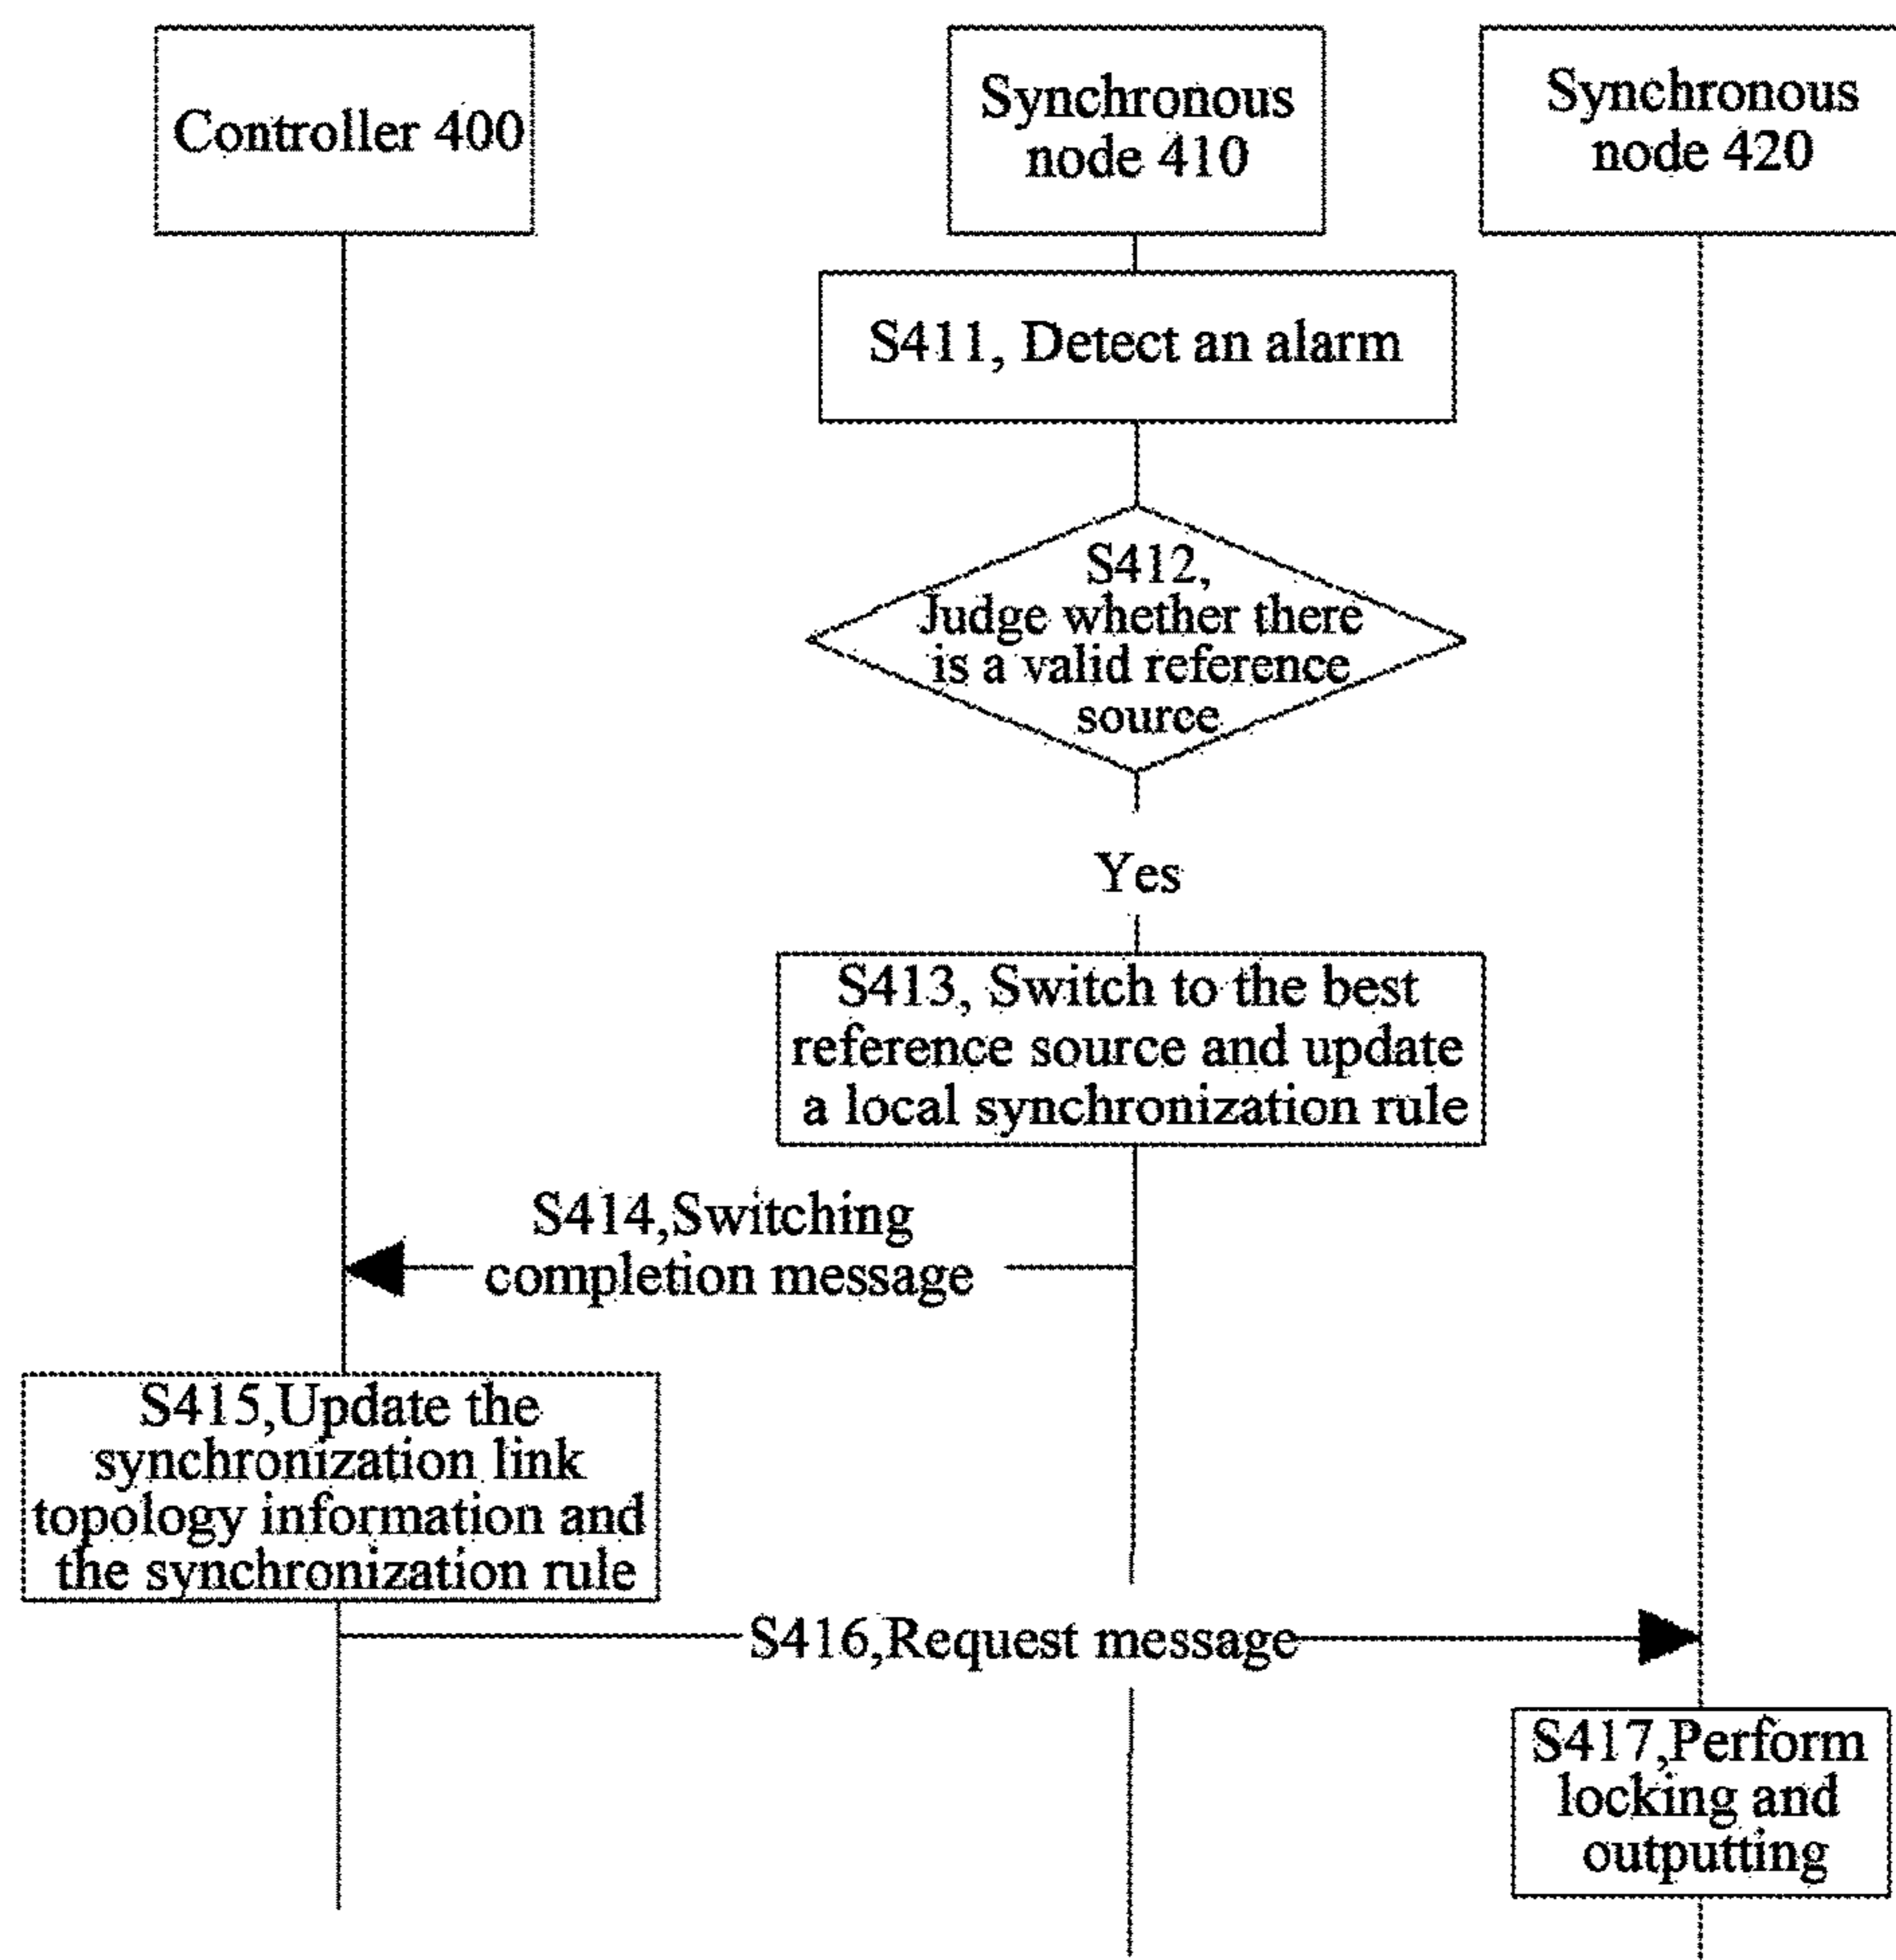 Controller 400
Synchronous
node 410
Synchronous
node 420
S411, Detect an alarm
S412,
Judge whether there
is a valid reference
source
Yes
S413, Switch to the best
reference source and update
a local synchronization rule
S414,Switching
completion message
S415,Update the
synchronization link
topology information and
the synchronization rule
S416,Request message
S417,Perform
locking and
outputting